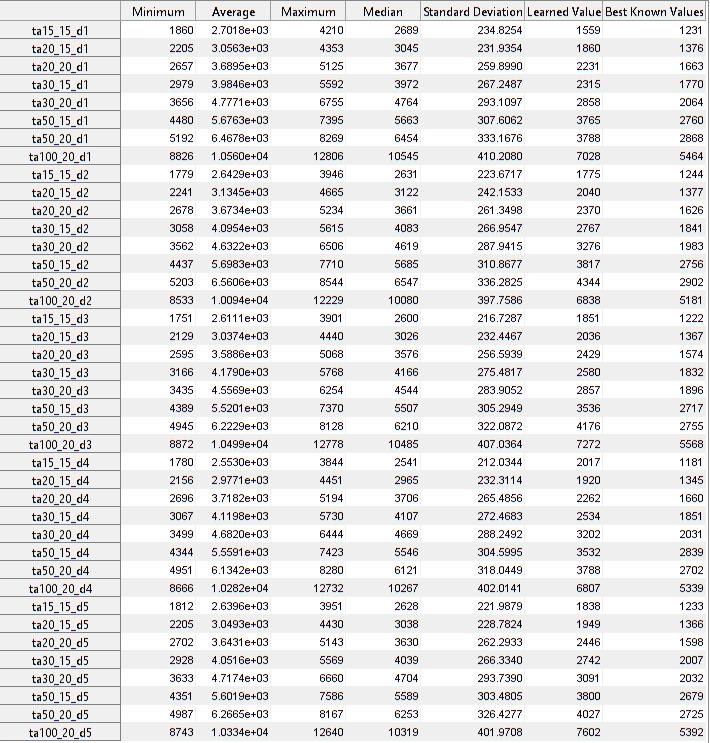 Minimum Average Maximum Median Standard Deviation Learned Value Best Known Values
ta15_15_d1 1860 2.7018e+03 4210 2689 234.8254 1559 1231
ta20_15_d1 2205 3.0563e+03 4353 3045 231.9354 1860 1376
ta20_20_d1 2657 3.6895e+03 5125 3677 259.8990 2231 1663
ta30_15_d1 2979 3.9846e+03 5592 3972 267.2487 2315 1770
ta30_20_d1 3656 4.7771e+03 6755 4764 293.1097 2858 2064
ta50_15_d1 4480 5.6763e+03 7395 5663 307.6062 3765 2760
ta50_20_d1 5192 6.4678e+03 8269 6454 333.1676 3788 2868
ta100_20_d1 8826 1.0560e+04 12806 10545 410.2080 7028 5464
ta15_15_d2 1779 2.6429e+03 3946 2631 223.6717 1775 1244
ta20_15_d2 2241 3.1345e+03 4665 3122 242.1533 2040 1377
ta20_20_d2 2678 3.6734e+03 5234 3661 261.3498 2370 1626
ta30_15_d2 3058 4.0954e+03 5615 4083 266.9547 2767 1841
ta30_20_d2 3562 4.6322e+03 6506 4619 287.9415 3276 1983
ta50_15_d2 4437 5.6983e+03 7710 5685 310.8677 3817 2756
ta50_20_d2 5203 6.5606e+03 8544 6547 336.2825 4344 2902
ta100_20_d2 8533 1.0094e+04 12229 10080 397.7586 6838 5181
ta15_15_d3 1751 2.6111e+03 3901 2600 216.7287 1851 1222
ta20_15_d3 2129 3.0374e+03 4440 3026 232.4467 2036 1367
ta20_20_d3 2595 3.5886e+03 5068 3576 256.5939 2429 1574
ta30_15_d3 3166 4.1790e+03 5768 4166 275.4817 2580 1832
ta30_20_d3 3435 4.5569e+03 6254 4544 283.9052 2857 1896
ta50_15_d3 4389 5.5201e+03 7370 5507 305.2949 3536 2717
ta50_20_d3 4945 6.2229e+03 8128 6210 322.0872 4176 2755
ta100_20_d3 8872 1.0499e+04 12778 10485 407.0364 7272 5568
ta15_15_d4 1780 2.5530e+03 3844 2541 212.0344 2017 1181
ta20_15_d4 2156 2.9771e+03 4451 2965 232.3114 1920 1345
ta20_20_d4 2696 3.7182e+03 5194 3706 265.4856 2262 1660
ta30_15_d4 3067 4.1198e+03 5730 4107 272.4683 2534 1851
ta30_20_d4 3499 4.6820e+03 6444 4669 288.2492 3202 2031
ta50_15_d4 4344 5.5591e+03 7423 5546 304.5995 3532 2839
ta50_20_d4 4951 6.1342e+03 8280 6121 318.0449 3788 2702
ta100_20_d4 8666 1.0282e+04 12732 10267 402.0141 6807 5339
ta15_15_d5 1812 2.6396e+03 3951 2628 221.9879 1838 1233
ta20_15_d5 2205 3.0493e+03 4430 3038 228.7824 1949 1366
ta20_20_d5 2702 3.6431e+03 5143 3630 262.2933 2446 1598
ta30_15_d5 2928 4.0516e+03 5569 4039 266.3340 2742 2007
ta30_20_d5 3633 4.7174e+03 6660 4704 293.7390 3091 2032
ta50_15_d5 4351 5.6019e+03 7586 5589 303.4805 3800 2679
ta50_20_d5 4987 6.2665e+03 8167 6253 326.4277 4027 2725
ta100_20_d5 8743 1.0334e+04 12640 10319 401.9708 7602 5392